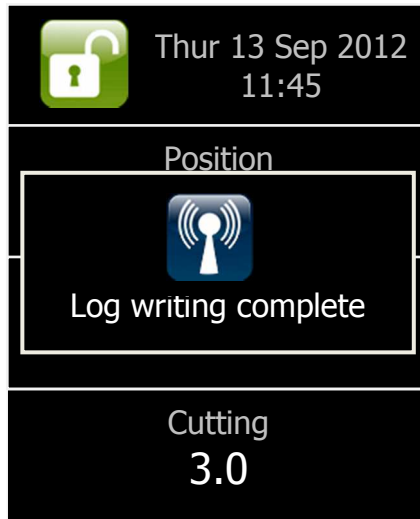 Thur 13 Sep 2012
11:45
Position
Log writing complete
Cutting
3.0